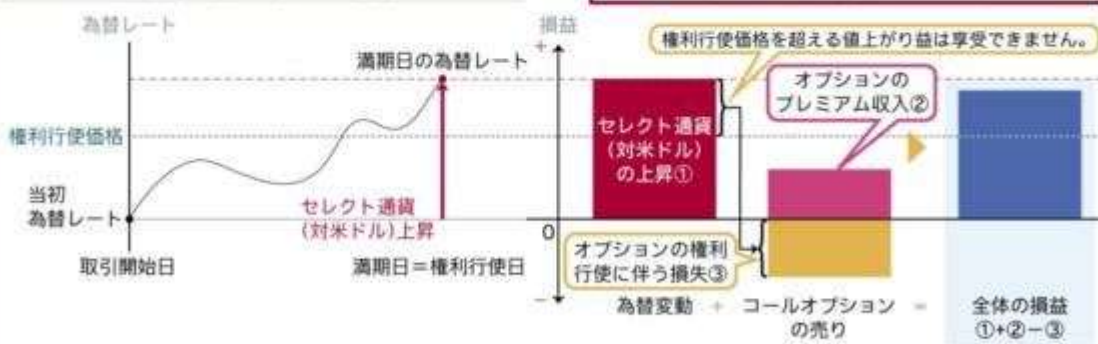 為替レート
満期日の為替レート
権利行使価格
当初
為替レート
セレクト通貨
(対米ドル)上昇
取引開始日
満期日＝権利行使日
損益
+
0
−
権利行使価格を超える値上がり益は享受できません。
オプションの
プレミアム収入②
セレクト通貨
(対米ドル)
の上昇①
オプションの権利
行使に伴う損失③
為替変動
+
コールオプション
の売り
=
全体の損益
①+②−③